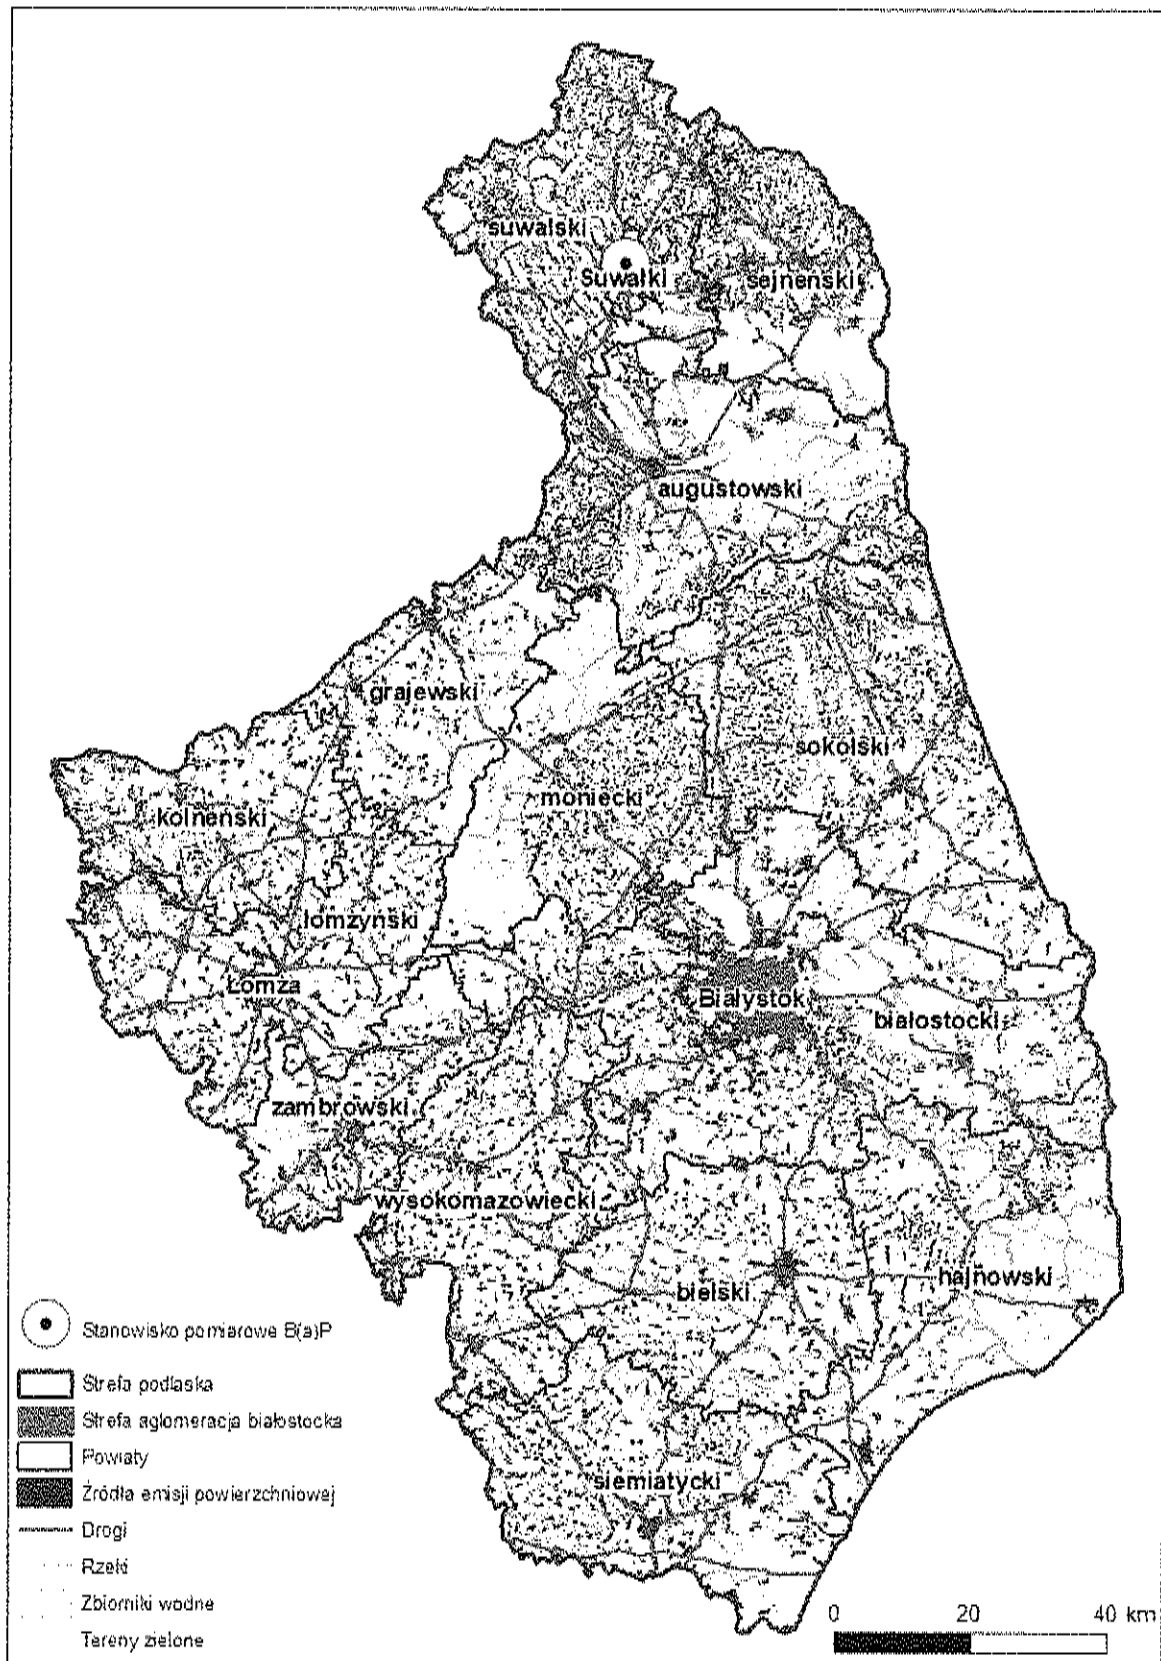 suwalski
Suwałki
sejneński
augustowski
grajewski
sokólski
moniecki
kolneński
łomżyński
Łomża
Białystok
białostocki
zambrowski
wysokomazowiecki
hajnowski
bielski
siemiatycki
Stanowisko pomiarowe B(a)P
Strefa podlaska
Strefa aglomeracja białostocka
Powiaty
Źródła emisji powierzchniowej
Drogi
Rzeki
Zbiorniki wodne
Tereny zielone
0 20 40 km